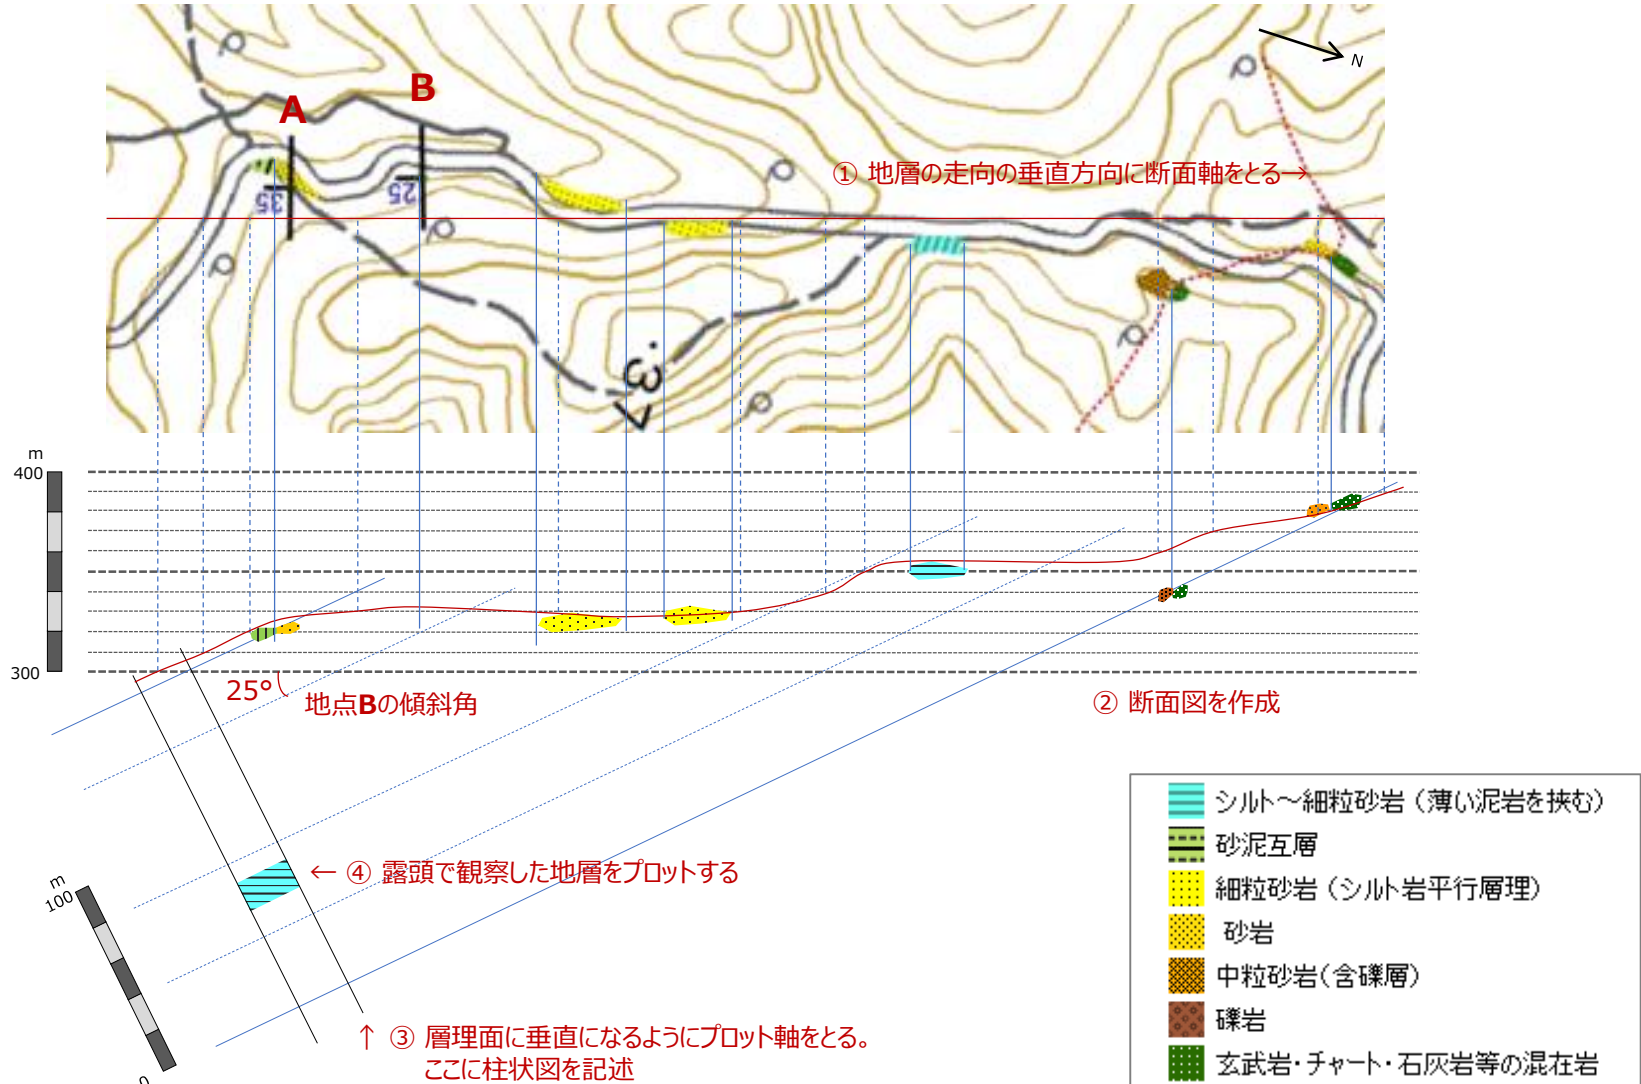 A
B
N
① 地層の走向の垂直方向に断面軸をとる→
35
25
37
m
400
300
25°
地点Bの傾斜角
② 断面図を作成
← ④ 露頭で観察した地層をプロットする
m
100
0
↑ ③ 層理面に垂直になるようにプロット軸をとる。
ここに柱状図を記述
シルト～細粒砂岩（薄い泥岩を挟む）
砂泥互層
細粒砂岩（シルト岩平行層理）
砂岩
中粒砂岩(含礫層)
礫岩
玄武岩・チャート・石灰岩等の混在岩